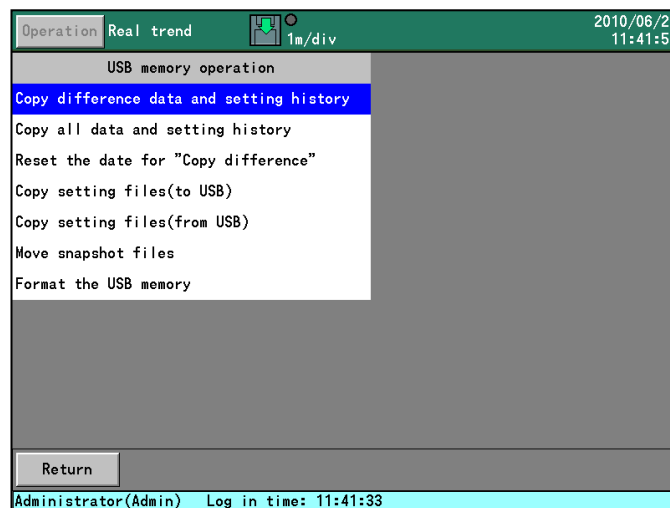 Operation Real trend 1m/div 2010/06/2
11:41:5
USB memory operation
Copy difference data and setting history
Copy all data and setting history
Reset the date for "Copy difference"
Copy setting files(to USB)
Copy setting files(from USB)
Move snapshot files
Format the USB memory
Return
Administrator(Admin) Log in time: 11:41:33